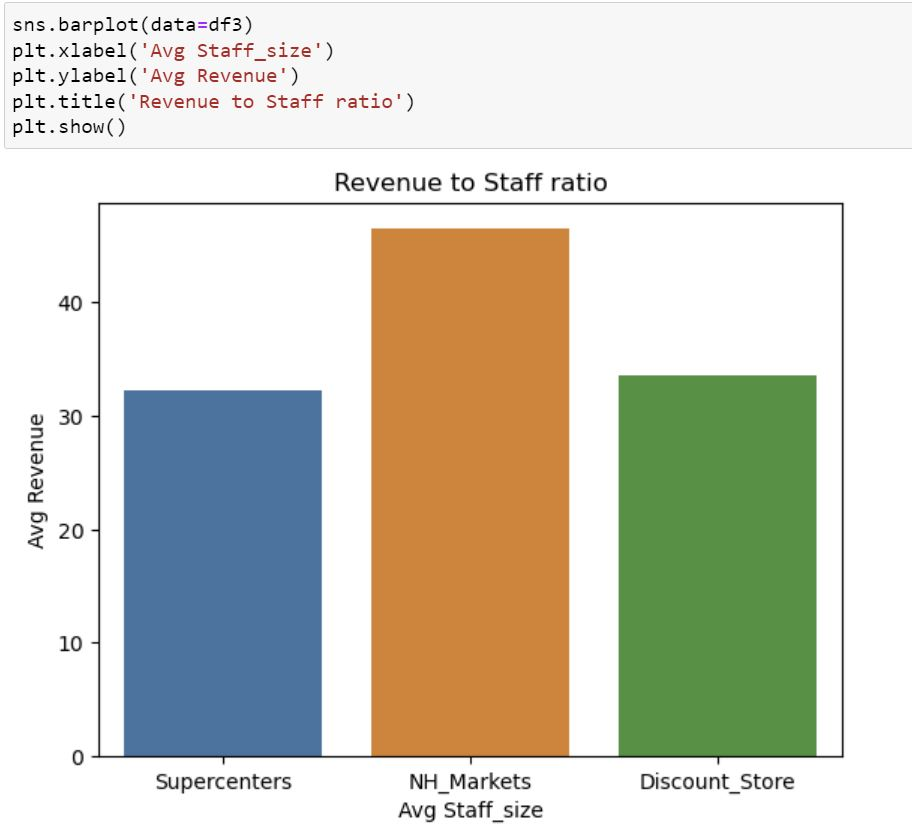 sns.barplot(data=df3)
plt.xlabel('Avg Staff_size')
plt.ylabel('Avg Revenue')
plt.title('Revenue to Staff ratio')
plt.show()
Revenue to Staff ratio
Avg Revenue
40
30
20
10
0
Supercenters NH_Markets Discount_Store
Avg Staff_size